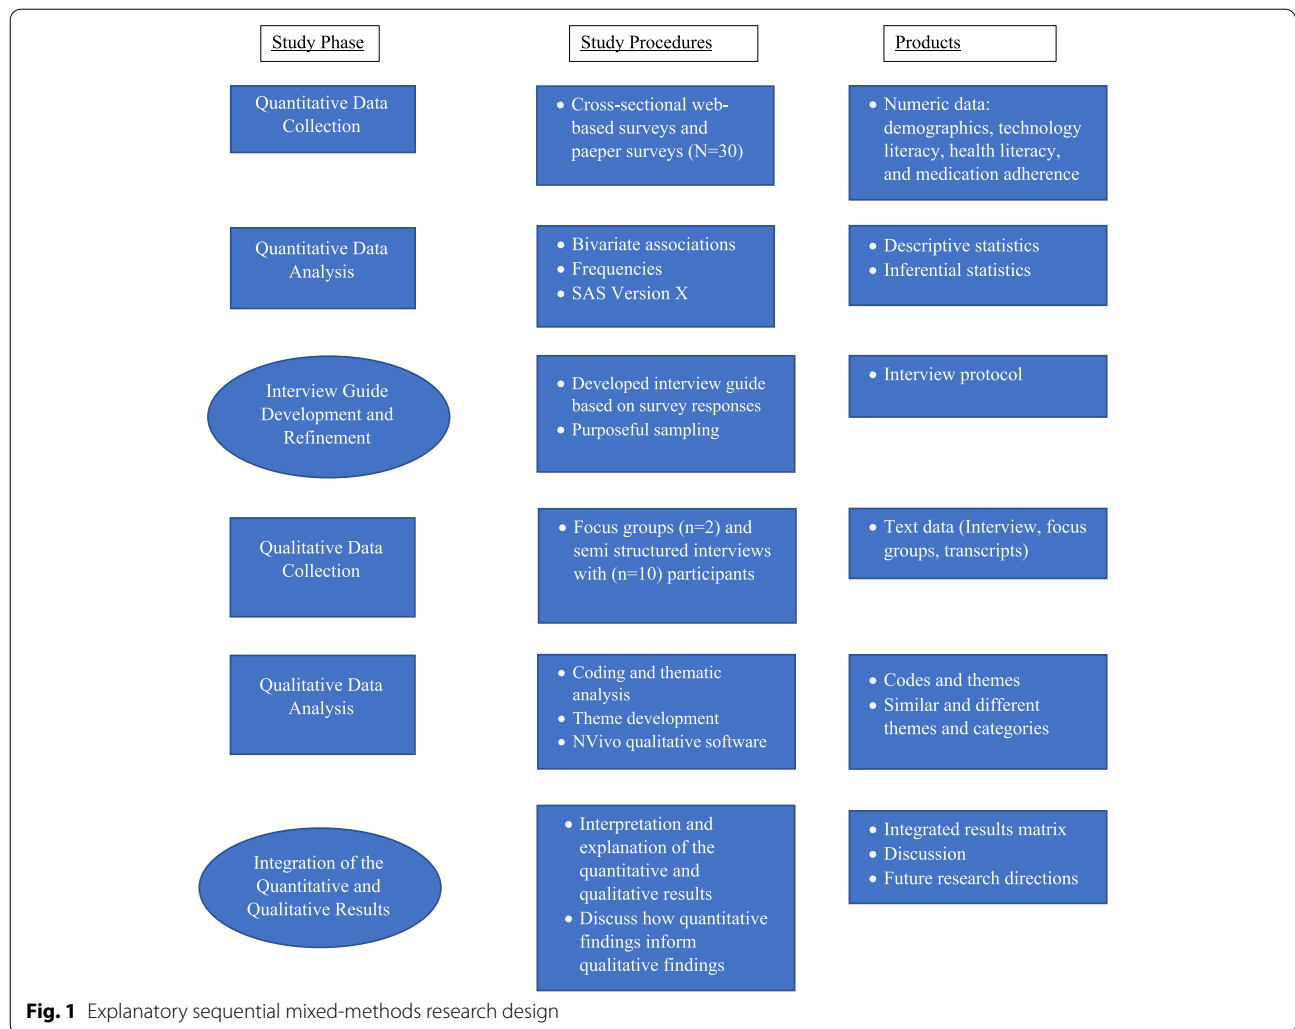 Study Phase
Study Procedures
Products
Quantitative Data
Collection
• Cross-sectional web-
based surveys and
paeper surveys (N=30)
• Numeric data:
demographics, technology
literacy, health literacy,
and medication adherence
Quantitative Data
Analysis
• Bivariate associations
• Frequencies
• SAS Version X
• Descriptive statistics
• Inferential statistics
Interview Guide
Development and
Refinement
• Developed interview guide
based on survey responses
• Purposeful sampling
• Interview protocol
Qualitative Data
Collection
• Focus groups (n=2) and
semi structured interviews
with (n=10) participants
• Text data (Interview, focus
groups, transcripts)
Qualitative Data
Analysis
• Coding and thematic
analysis
• Theme development
• NVivo qualitative software
• Codes and themes
• Similar and different
themes and categories
Integration of the
Quantitative and
Qualitative Results
• Interpretation and
explanation of the
quantitative and
qualitative results
• Discuss how quantitative
findings inform
qualitative findings
• Integrated results matrix
• Discussion
• Future research directions
Fig. 1 Explanatory sequential mixed-methods research design